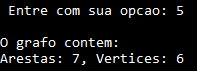 Entre com sua opcao: 5
O grafo contem:
Arestas: 7, Vertices: 6